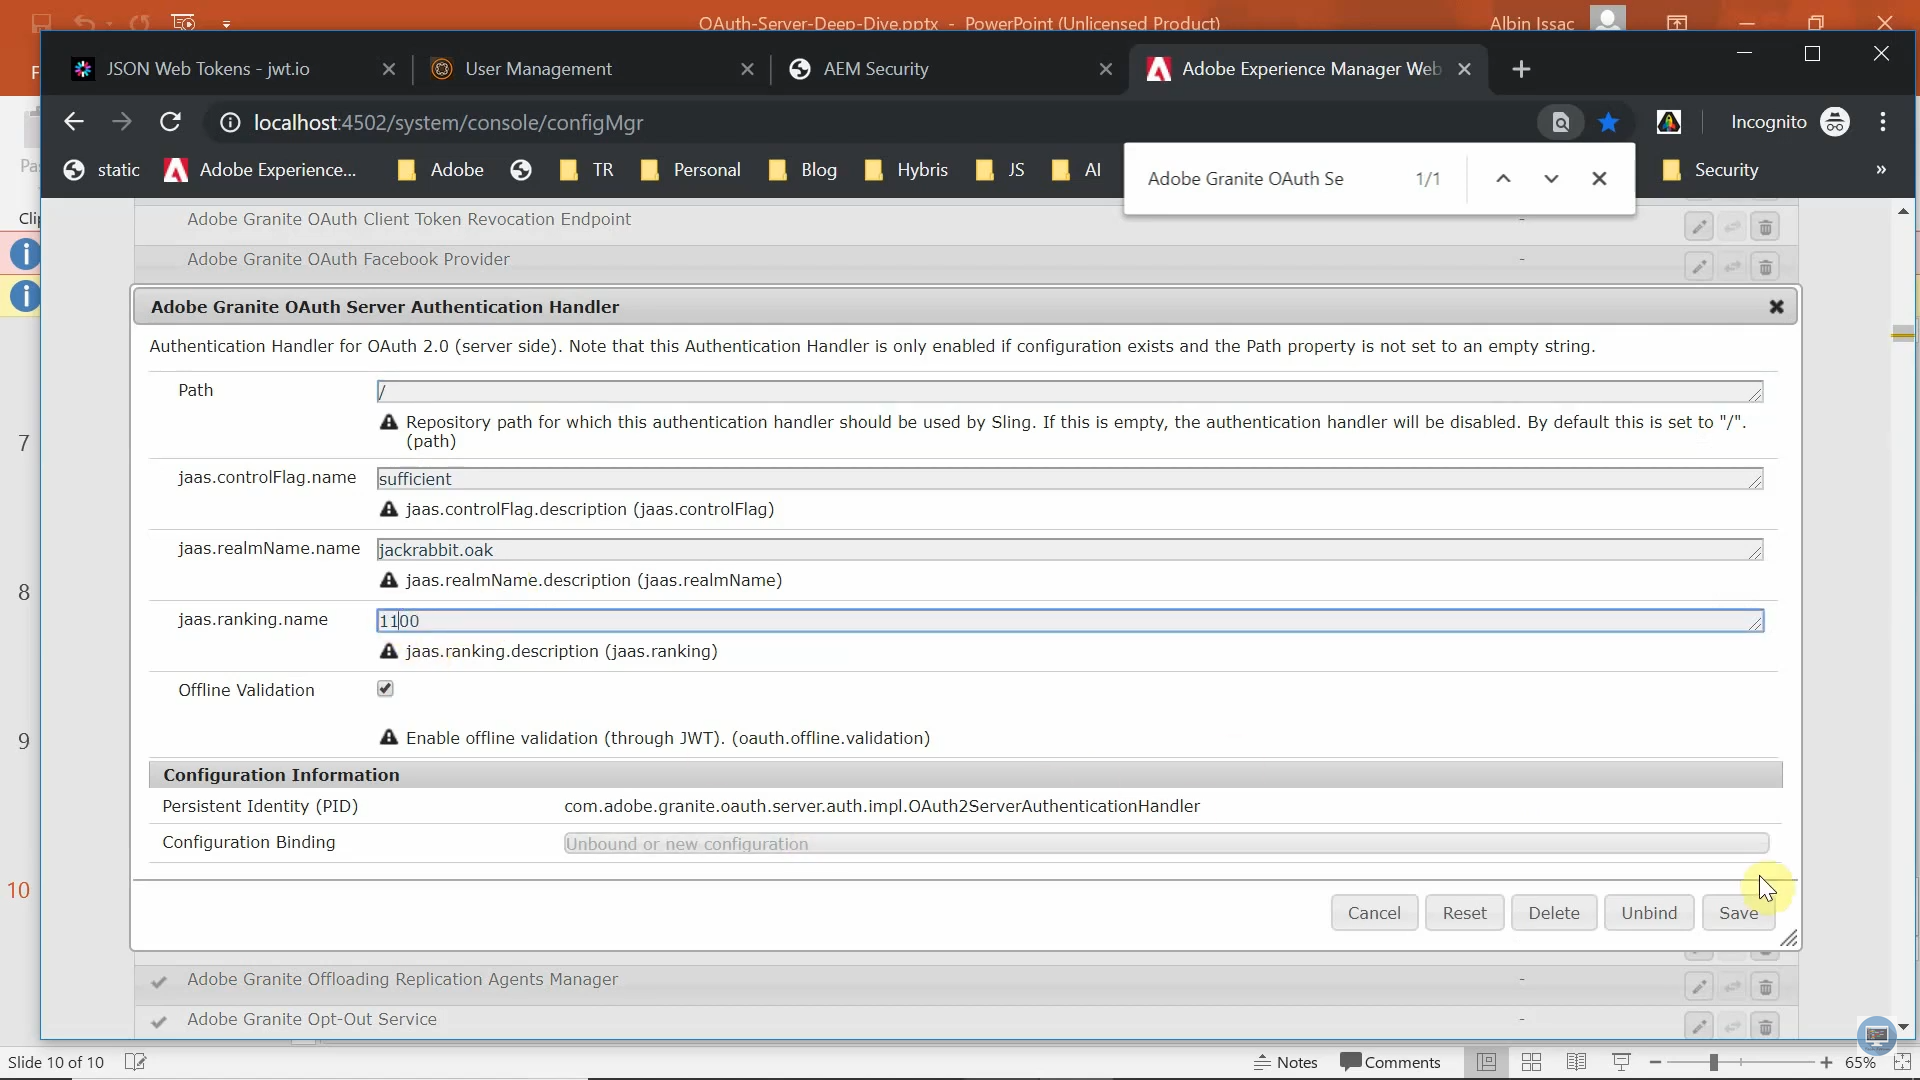 OAuth-Server-Deep-Dive.pptx - PowerPoint (Unlicensed Product)
Albin Issac
JSON Web Tokens - jwt.io
User Management
AEM Security
Adobe Experience Manager Web
localhost:4502/system/console/configMgr
Incognito
static
Adobe Experience...
Adobe
TR
Personal
Blog
Hybris
JS
AI
Security
»
Adobe Granite OAuth Se
1/1
Adobe Granite OAuth Client Token Revocation Endpoint
-
Adobe Granite OAuth Facebook Provider
-
Adobe Granite OAuth Server Authentication Handler
Authentication Handler for OAuth 2.0 (server side). Note that this Authentication Handler is only enabled if configuration exists and the Path property is not set to an empty string.
Path
/
Repository path for which this authentication handler should be used by Sling. If this is empty, the authentication handler will be disabled. By default this is set to "/".
(path)
jaas.controlFlag.name
sufficient
jaas.controlFlag.description (jaas.controlFlag)
jaas.realmName.name
jackrabbit.oak
jaas.realmName.description (jaas.realmName)
jaas.ranking.name
1100
jaas.ranking.description (jaas.ranking)
Offline Validation
Enable offline validation (through JWT). (oauth.offline.validation)
Configuration Information
Persistent Identity (PID)
com.adobe.granite.oauth.server.auth.impl.OAuth2ServerAuthenticationHandler
Configuration Binding
Unbound or new configuration
Cancel
Reset
Delete
Unbind
Save
Adobe Granite Offloading Replication Agents Manager
-
Adobe Granite Opt-Out Service
-
7
8
9
10
Slide 10 of 10
Notes
Comments
65%